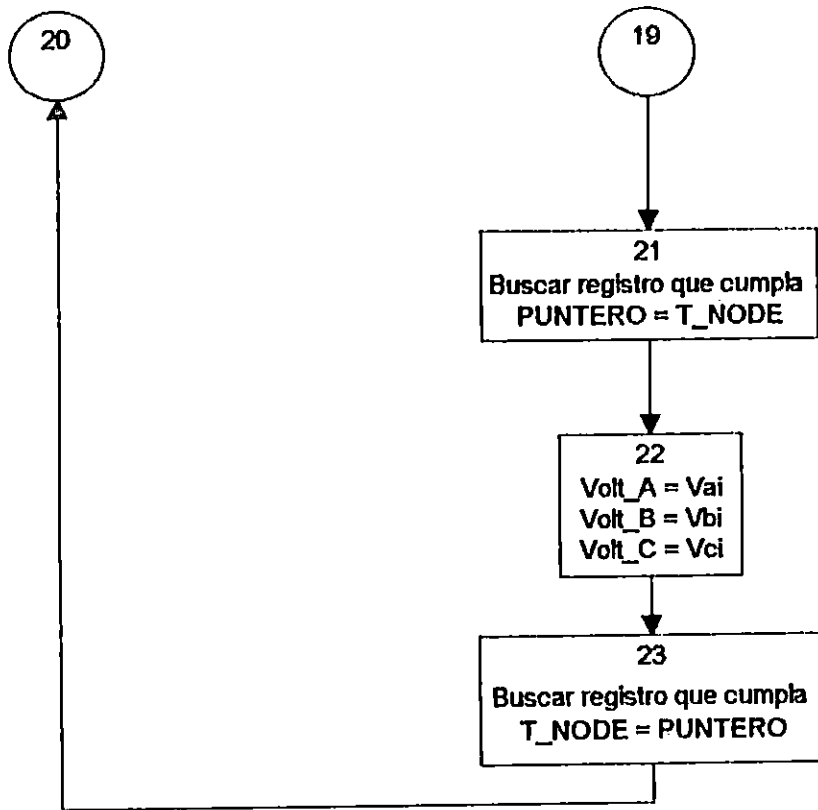 20
19
21
Buscar registro que cumpla
PUNTERO = T_NODE
22
Volt_A = Vai
Volt_B = Vbi
Volt_C = Vci
23
Buscar registro que cumpla
T_NODE = PUNTERO